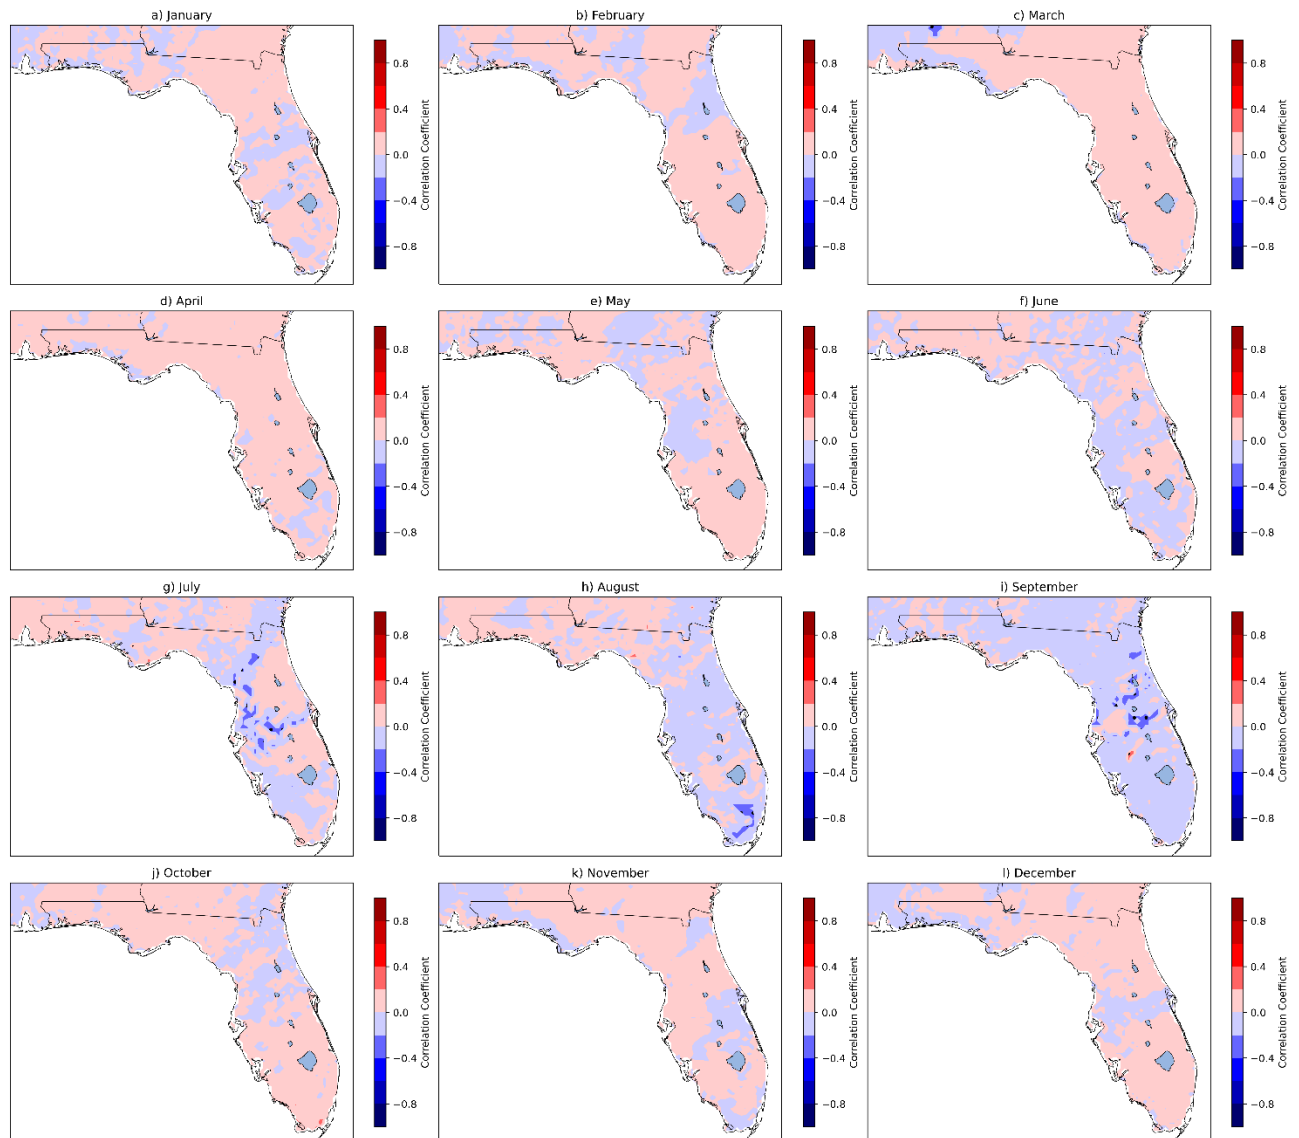 a) January
0.8
0.4
0.0
−0.4
−0.8
Correlation Coefficient
b) February
0.8
0.4
0.0
−0.4
−0.8
Correlation Coefficient
c) March
0.8
0.4
0.0
−0.4
−0.8
Correlation Coefficient
d) April
0.8
0.4
0.0
−0.4
−0.8
Correlation Coefficient
e) May
0.8
0.4
0.0
−0.4
−0.8
Correlation Coefficient
f) June
0.8
0.4
0.0
−0.4
−0.8
Correlation Coefficient
g) July
0.8
0.4
0.0
−0.4
−0.8
Correlation Coefficient
h) August
0.8
0.4
0.0
−0.4
−0.8
Correlation Coefficient
i) September
0.8
0.4
0.0
−0.4
−0.8
Correlation Coefficient
j) October
0.8
0.4
0.0
−0.4
−0.8
Correlation Coefficient
k) November
0.8
0.4
0.0
−0.4
−0.8
Correlation Coefficient
l) December
0.8
0.4
0.0
−0.4
−0.8
Correlation Coefficient